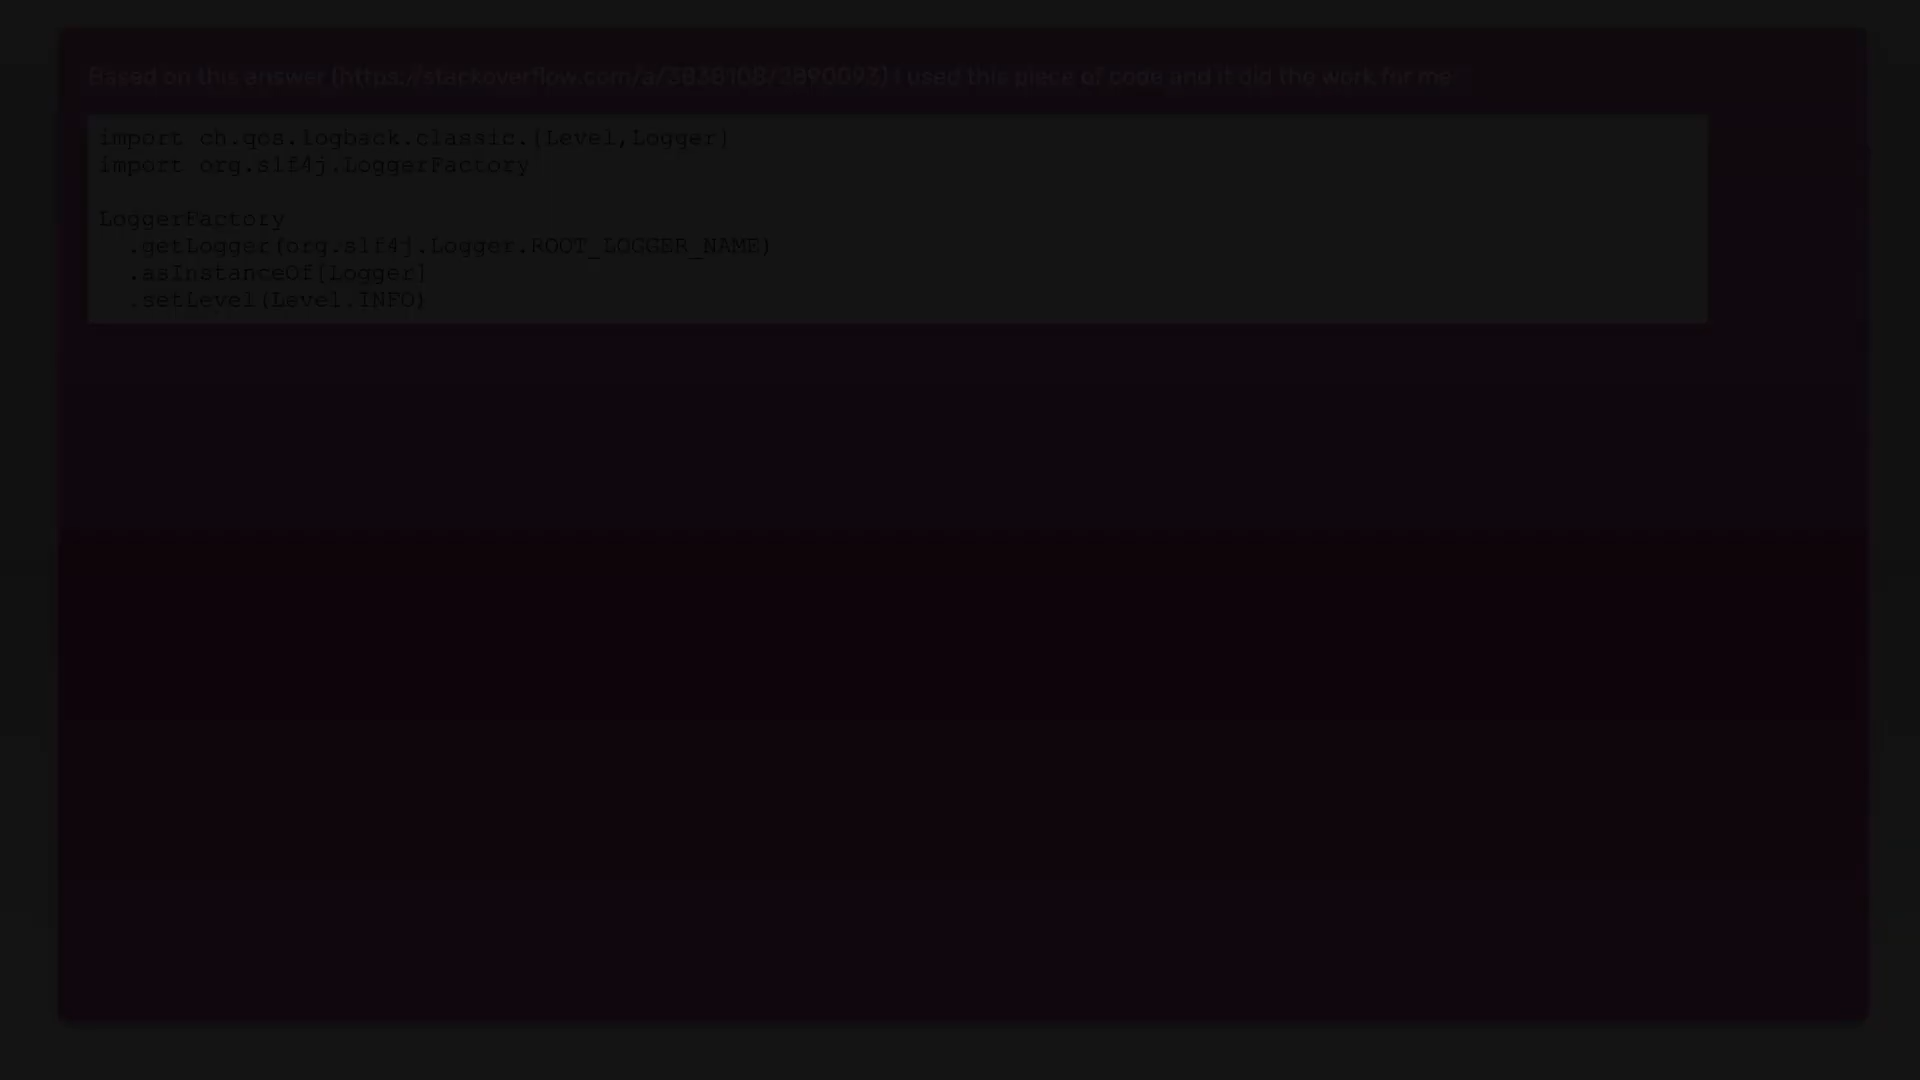 Based on this answer (https://stackoverflow.com/a/3838108/2890093) I used this piece of code and it did the work for me
import ch.qos.logback.classic.{Level,Logger}
import org.slf4j.LoggerFactory
LoggerFactory
.getLogger(org.slf4j.Logger.ROOT_LOGGER_NAME)
.asInstanceOf[Logger]
.setLevel(Level.INFO)